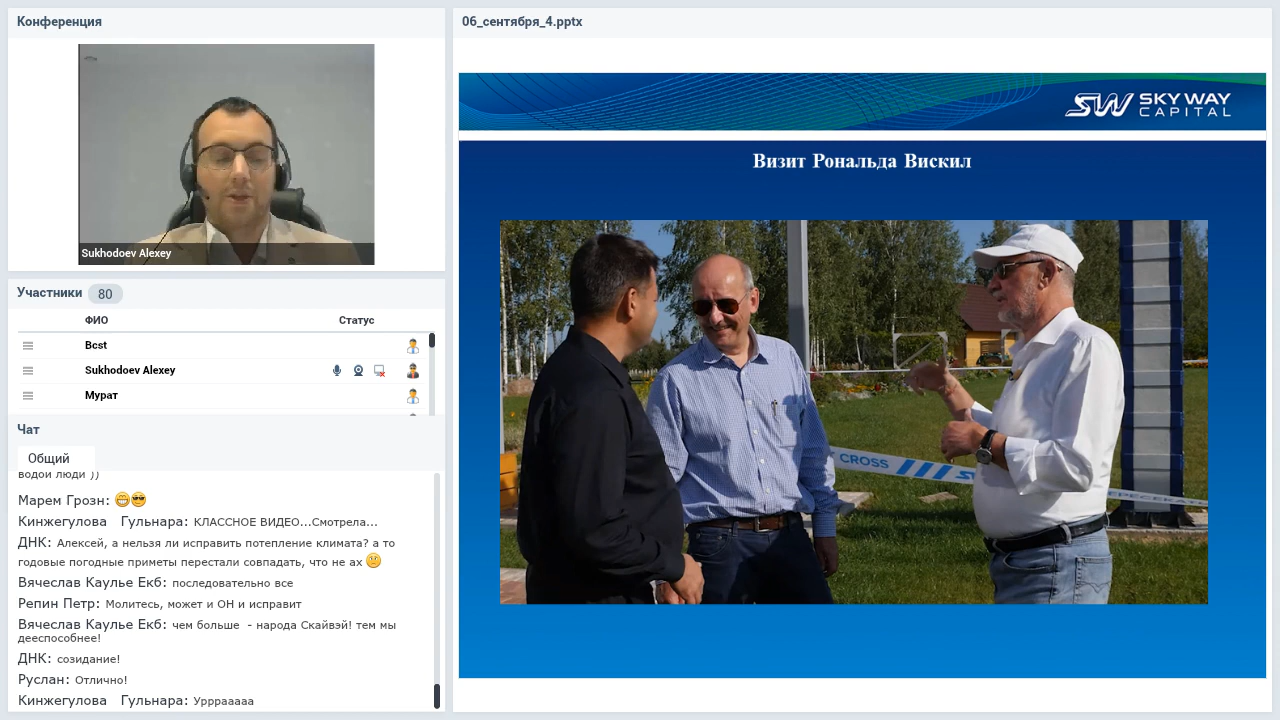 Конференция
Sukhodoev Alexey
Участники 80
ФИО Статус
Bcst
Sukhodoev Alexey
Мурат
Чат
Общий
водой люди ))
Марем Грозн:
Кинжегулова Гульнара: КЛАССНОЕ ВИДЕО...Смотрела...
ДНК: Алексей, а нельзя ли исправить потепление климата? а то
годовые погодные приметы перестали совпадать, что не ах
Вячеслав Каулье Екб: последовательно все
Репин Петр: Молитесь, может и ОН и исправит
Вячеслав Каулье Екб: чем больше - народа Скайвэй! тем мы
дееспособнее!
ДНК: созидание!
Руслан: Отлично!
Кинжегулова Гульнара: Уррраааaa
06_сентября_4.pptx
SW SKY WAY
CAPITAL
Визит Рональда Вискил
CROSS
ПЕРЕСЕКАТ